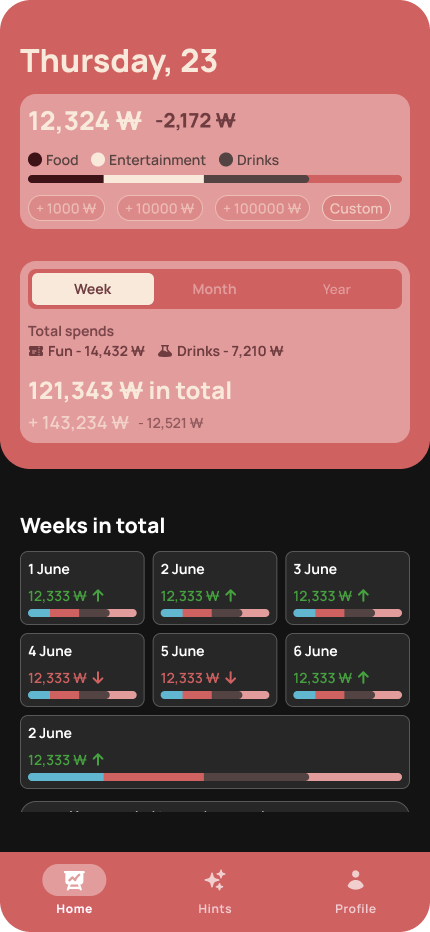 Thursday, 23
12,324 ₩ -2,172 ₩
Food Entertainment Drinks
+ 1000 ₩ + 10000 ₩ + 100000 ₩ Custom
Week Month Year
Total spends
Fun - 14,432 ₩ Drinks - 7,210 ₩
121,343 ₩ in total
+ 143,234 ₩ - 12,521 ₩
Weeks in total
1 June 2 June 3 June
12,333 ₩ ↑ 12,333 ₩ ↑ 12,333 ₩ ↑
4 June 5 June 6 June
12,333 ₩ ↓ 12,333 ₩ ↓ 12,333 ₩ ↑
2 June
12,333 ₩ ↑
Home Hints Profile